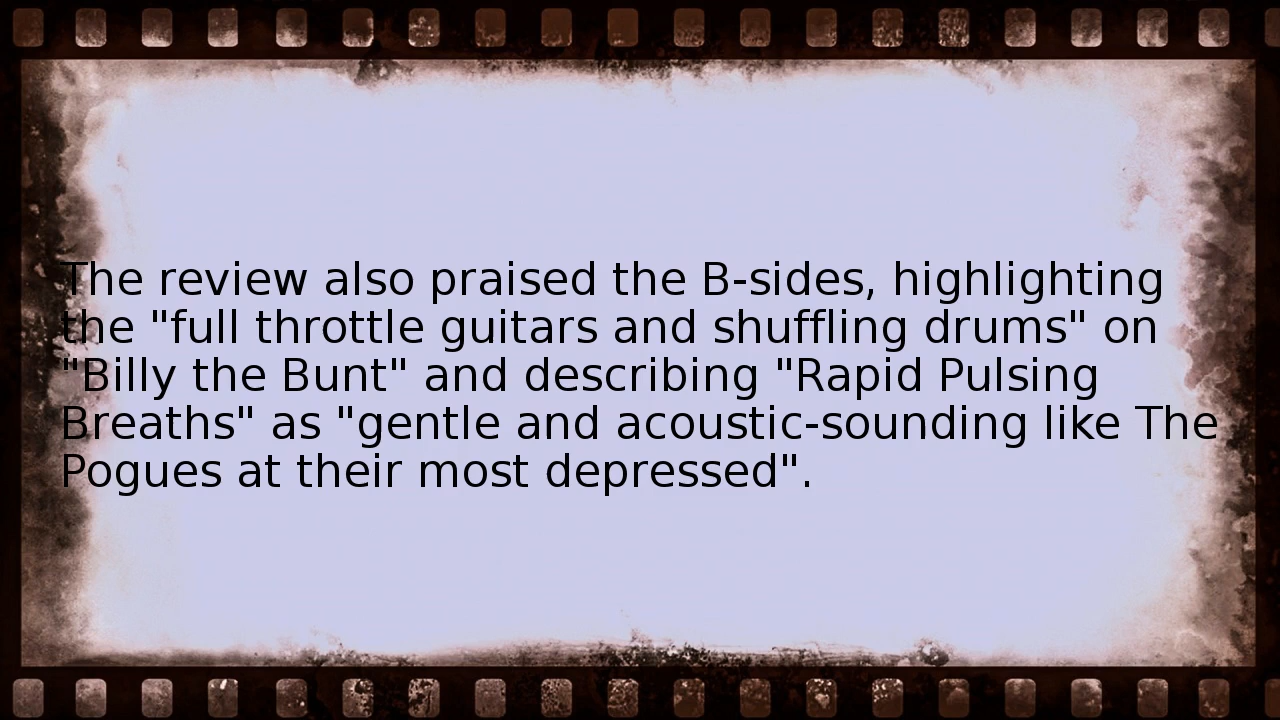 The review also praised the B-sides, highlighting
the "full throttle guitars and shuffling drums" on
"Billy the Bunt" and describing "Rapid Pulsing
Breaths" as "gentle and acoustic-sounding like The
Pogues at their most depressed".